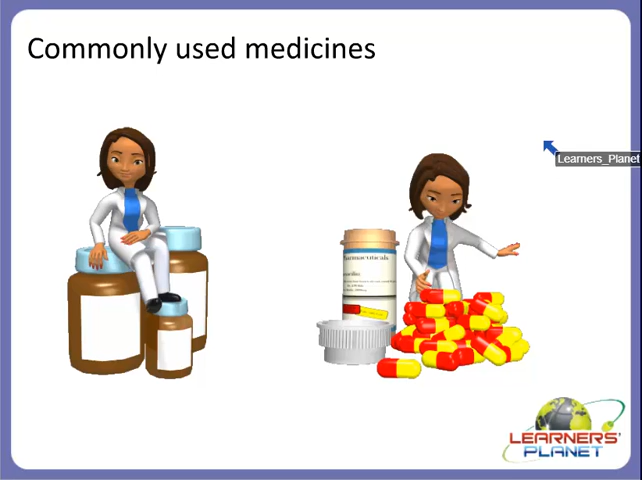 Commonly used medicines
Learners_Planet
Pharmaceuticals
LEARNERS'
PLANET